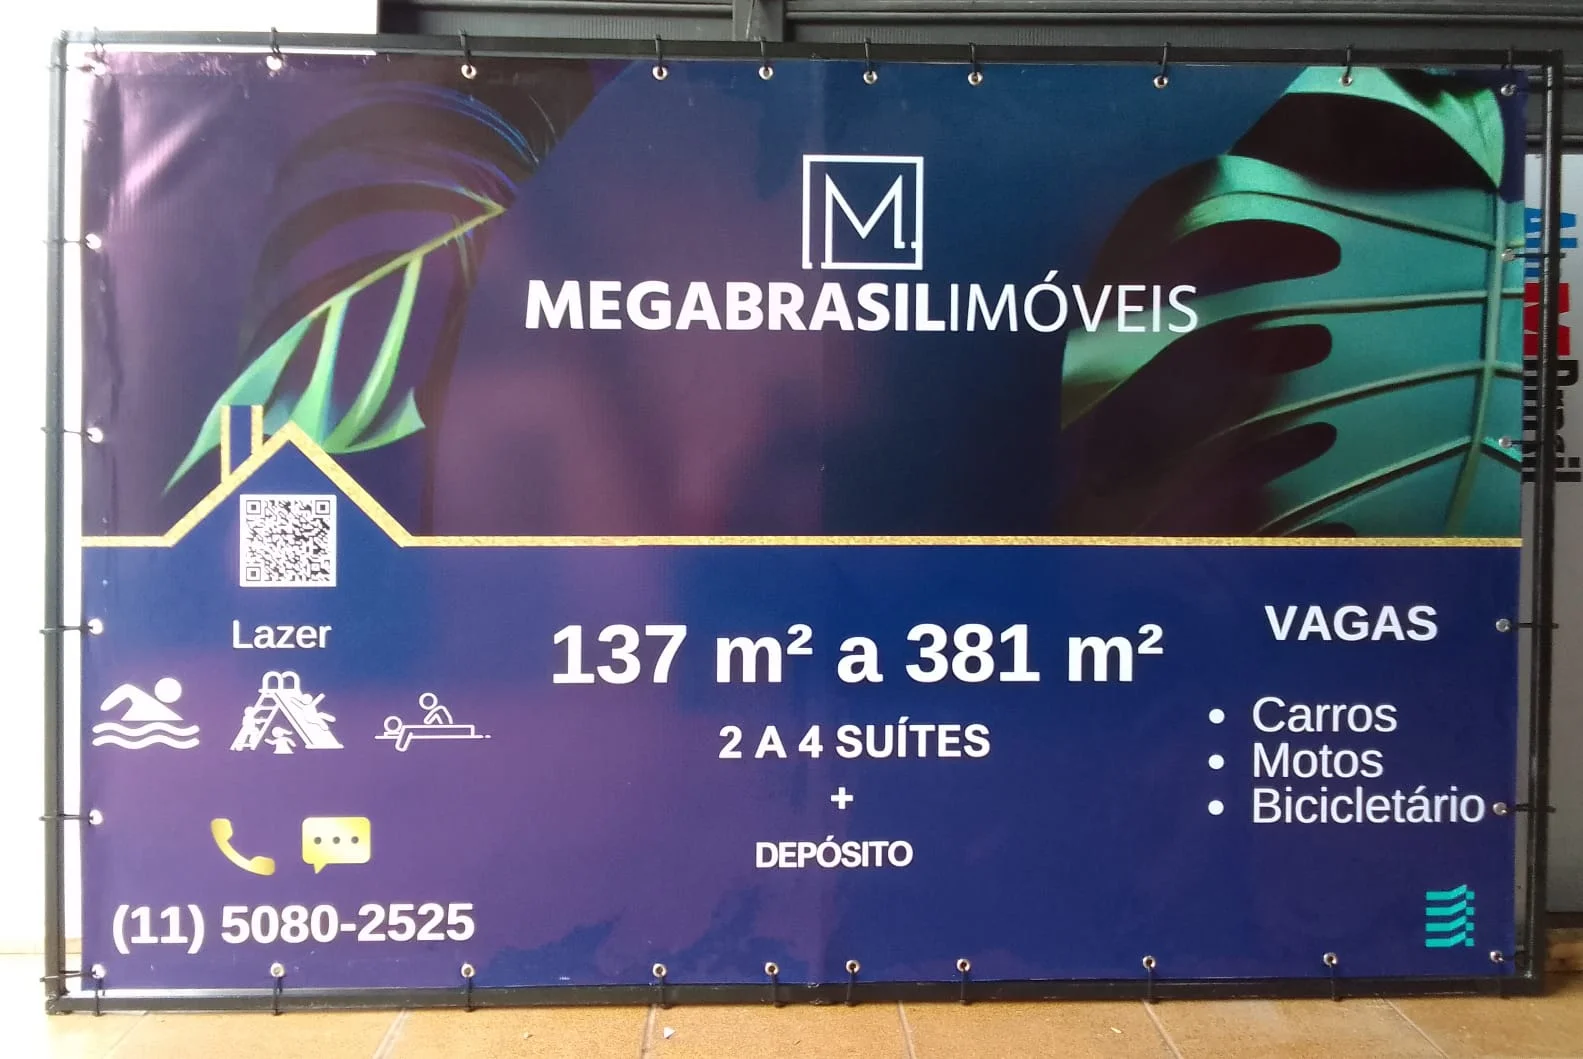 M
MEGABRASILIMÓVEIS
Lazer
137 m² a 381 m²
2 A 4 SUÍTES
+
DEPÓSITO
VAGAS
• Carros
• Motos
• Bicicletário
(11) 5080-2525